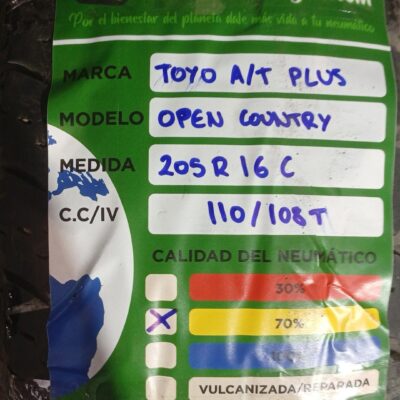 Por el bienestar del planeta dale más vida a tu neumático
MARCA TOYO A/T PLUS
MODELO OPEN COUNTRY
MEDIDA 205 R 16 C
C.C/IV 110/108T
CALIDAD DEL NEUMÁTICO
30%
X 70%
VULCANIZADA/REPARADA